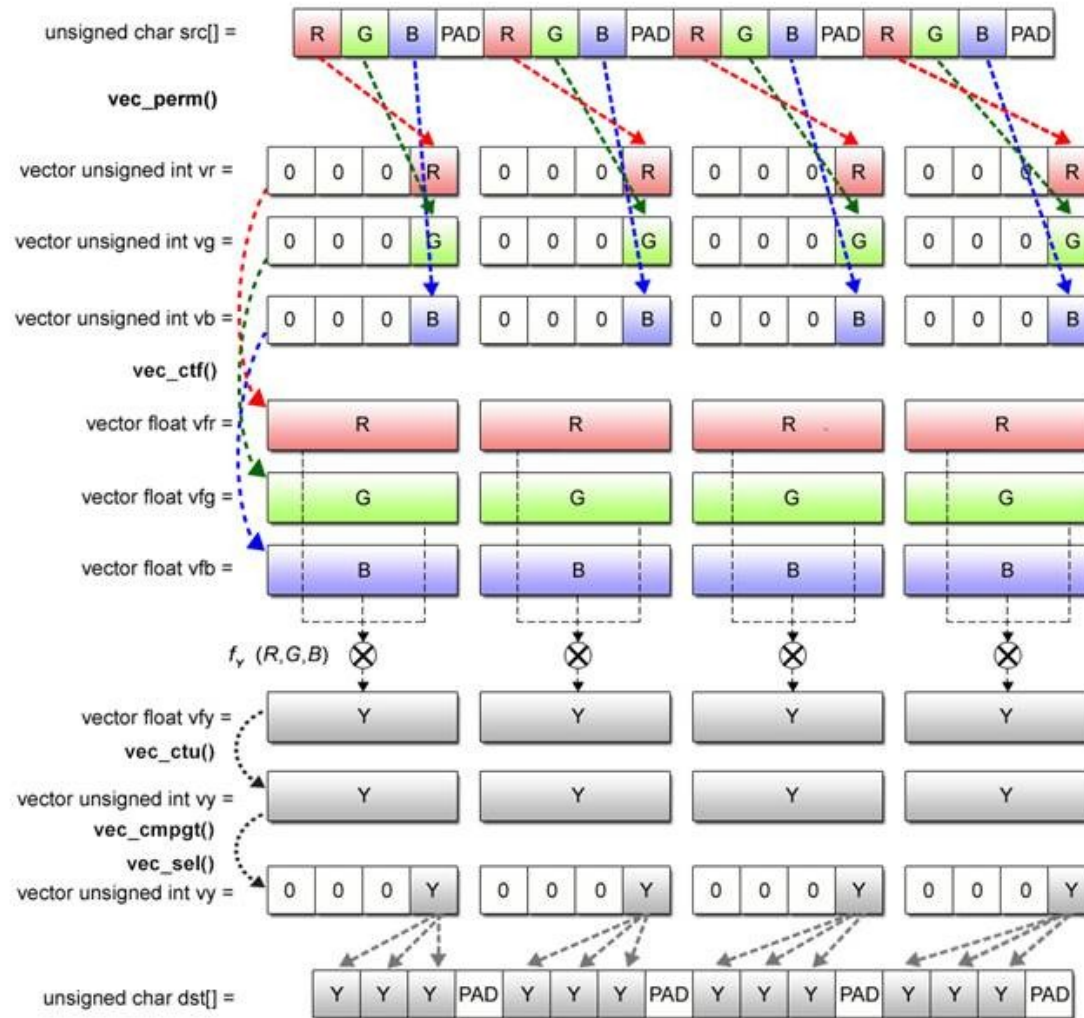 unsigned char src[] = R G B PAD R G B PAD R G B PAD R G B PAD
vec_perm()
vector unsigned int vr = 0 0 0 R 0 0 0 R 0 0 0 R 0 0 0 R
vector unsigned int vg = 0 0 0 G 0 0 0 G 0 0 0 G 0 0 0 G
vector unsigned int vb = 0 0 0 B 0 0 0 B 0 0 0 B 0 0 0 B
vec_ctf()
vector float vfr = R R R R
vector float vfg = G G G G
vector float vfb = B B B B
fY (R,G,B)
vector float vfy = Y Y Y Y
vec_ctu()
vector unsigned int vy = Y Y Y Y
vec_cmpgt()
vec_sel()
vector unsigned int vy = 0 0 0 Y 0 0 0 Y 0 0 0 Y 0 0 0 Y
unsigned char dst[] = Y Y Y PAD Y Y Y PAD Y Y Y PAD Y Y Y PAD